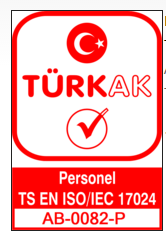 TÜRKAK
Personel
TS EN ISO/IEC 17024
AB-0082-P